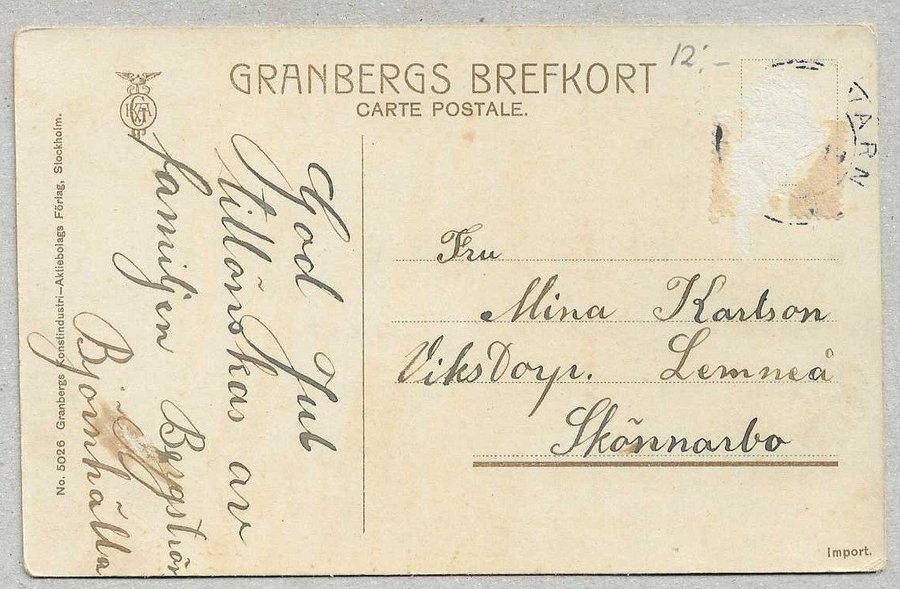 GRANBERGS BREFKORT
CARTE POSTALE.
12:-
God Jul
tillönskas av
familjen Bergström
Björnhälla
Fru
Mina Karlson
Viksdorp. Lemneå
Skönnarbo
No. 5026 Granbergs Konstindustri-Aktiebolags Förlag, Stockholm.
Import.